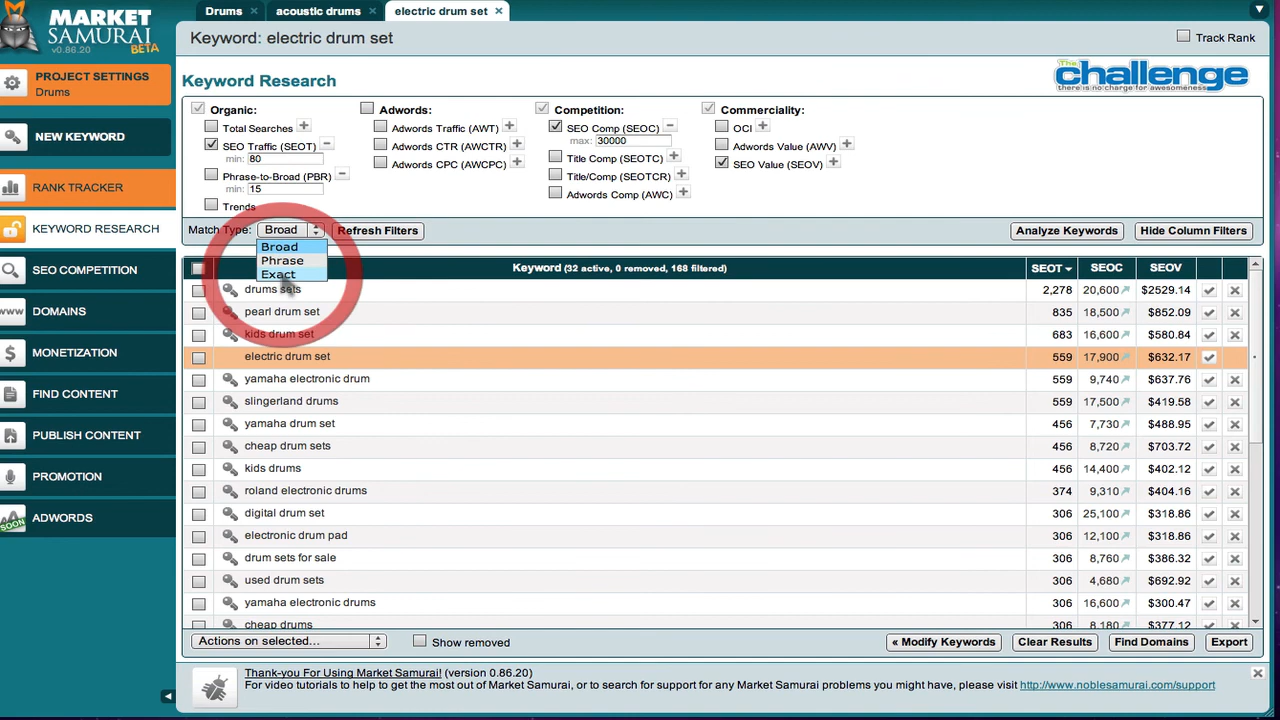 MARKET
SAMURAI
v0.86.20 BETA
Drums
acoustic drums
electric drum set
Keyword: electric drum set
Track Rank
PROJECT SETTINGS
Drums
NEW KEYWORD
RANK TRACKER
KEYWORD RESEARCH
SEO COMPETITION
www DOMAINS
MONETIZATION
FIND CONTENT
PUBLISH CONTENT
PROMOTION
SOON ADWORDS
Keyword Research
The challenge
there is no charge for awesomeness
Organic:
Total Searches
SEO Traffic (SEOT)
min: 80
Phrase-to-Broad (PBR)
min: 15
Trends
Adwords:
Adwords Traffic (AWT)
Adwords CTR (AWCTR)
Adwords CPC (AWCPC)
Competition:
SEO Comp (SEOC)
max: 30000
Title Comp (SEOTC)
Title/Comp (SEOTCR)
Adwords Comp (AWC)
Commerciality:
OCI
Adwords Value (AWV)
SEO Value (SEOV)
Match Type: Broad Refresh Filters Analyze Keywords Hide Column Filters
Broad
Phrase
Exact
Keyword (32 active, 0 removed, 168 filtered) SEOT SEOC SEOV
drums sets 2,278 20,600 $2529.14
pearl drum set 835 18,500 $852.09
kids drum set 683 16,600 $580.84
electric drum set 559 17,900 $632.17
yamaha electronic drum 559 9,740 $637.76
slingerland drums 559 17,500 $419.58
yamaha drum set 456 7,730 $488.95
cheap drum sets 456 8,720 $703.72
kids drums 456 14,400 $402.12
roland electronic drums 374 9,310 $404.16
digital drum set 306 25,100 $318.86
electronic drum pad 306 12,100 $318.86
drum sets for sale 306 8,760 $386.32
used drum sets 306 4,680 $692.92
yamaha electronic drums 306 16,600 $300.47
cheap drums 306 8,540 $377.12
Actions on selected... Show removed « Modify Keywords Clear Results Find Domains Export
Thank-you For Using Market Samurai! (version 0.86.20)
For video tutorials to help to get the most out of Market Samurai, or to search for support for any Market Samurai problems you might have, please visit http://www.noblesamurai.com/support